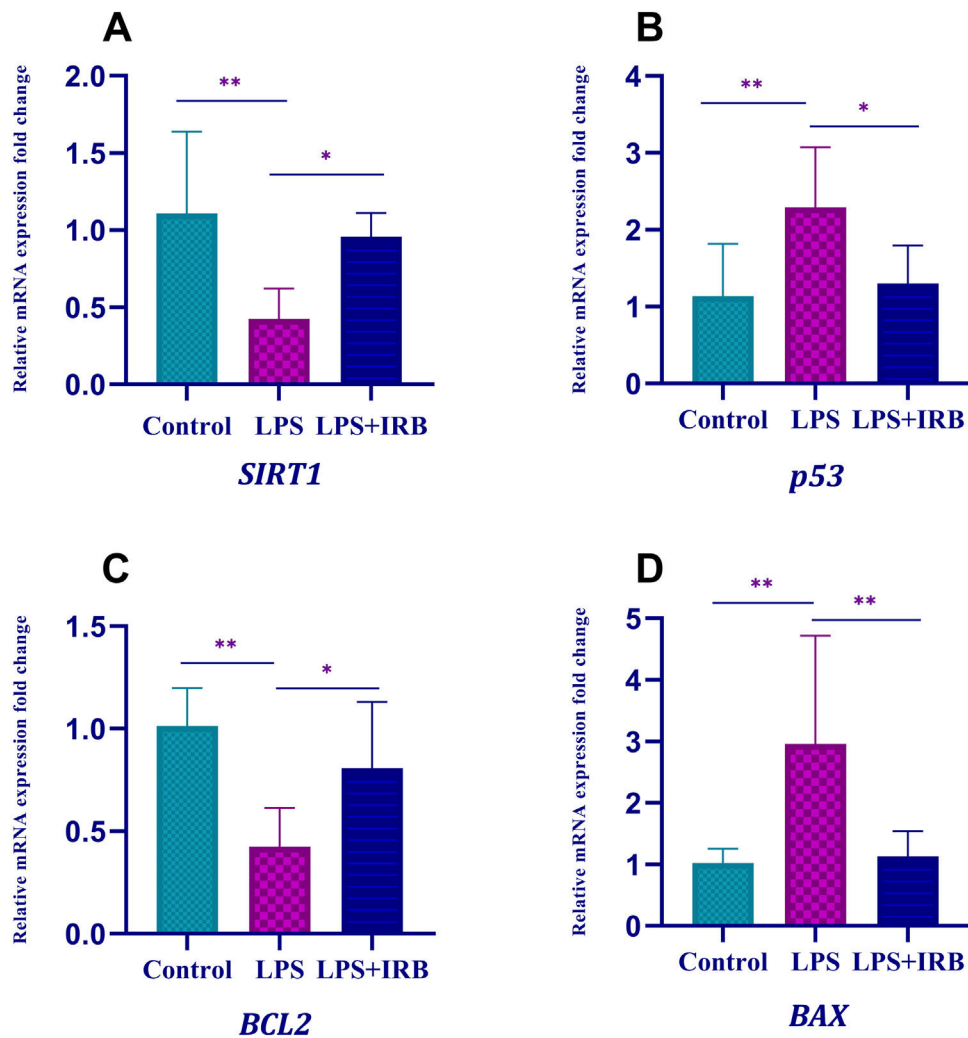 A
Relative mRNA expression fold change
2.0
1.5
1.0
0.5
0.0
**
*
Control LPS LPS+IRB
SIRT1
B
Relative mRNA expression fold change
4
3
2
1
0
**
*
Control LPS LPS+IRB
p53
C
Relative mRNA expression fold change
1.5
1.0
0.5
0.0
**
*
Control LPS LPS+IRB
BCL2
D
Relative mRNA expression fold change
5
4
3
2
1
0
**
**
Control LPS LPS+IRB
BAX